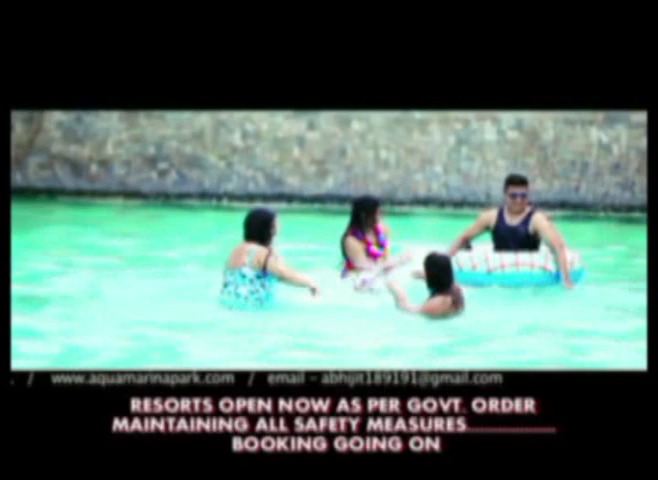 . / www.aquamarinapark.com / email - abhijit189191@gmail.com
RESORTS OPEN NOW AS PER GOVT. ORDER
MAINTAINING ALL SAFETY MEASURES....................
BOOKING GOING ON